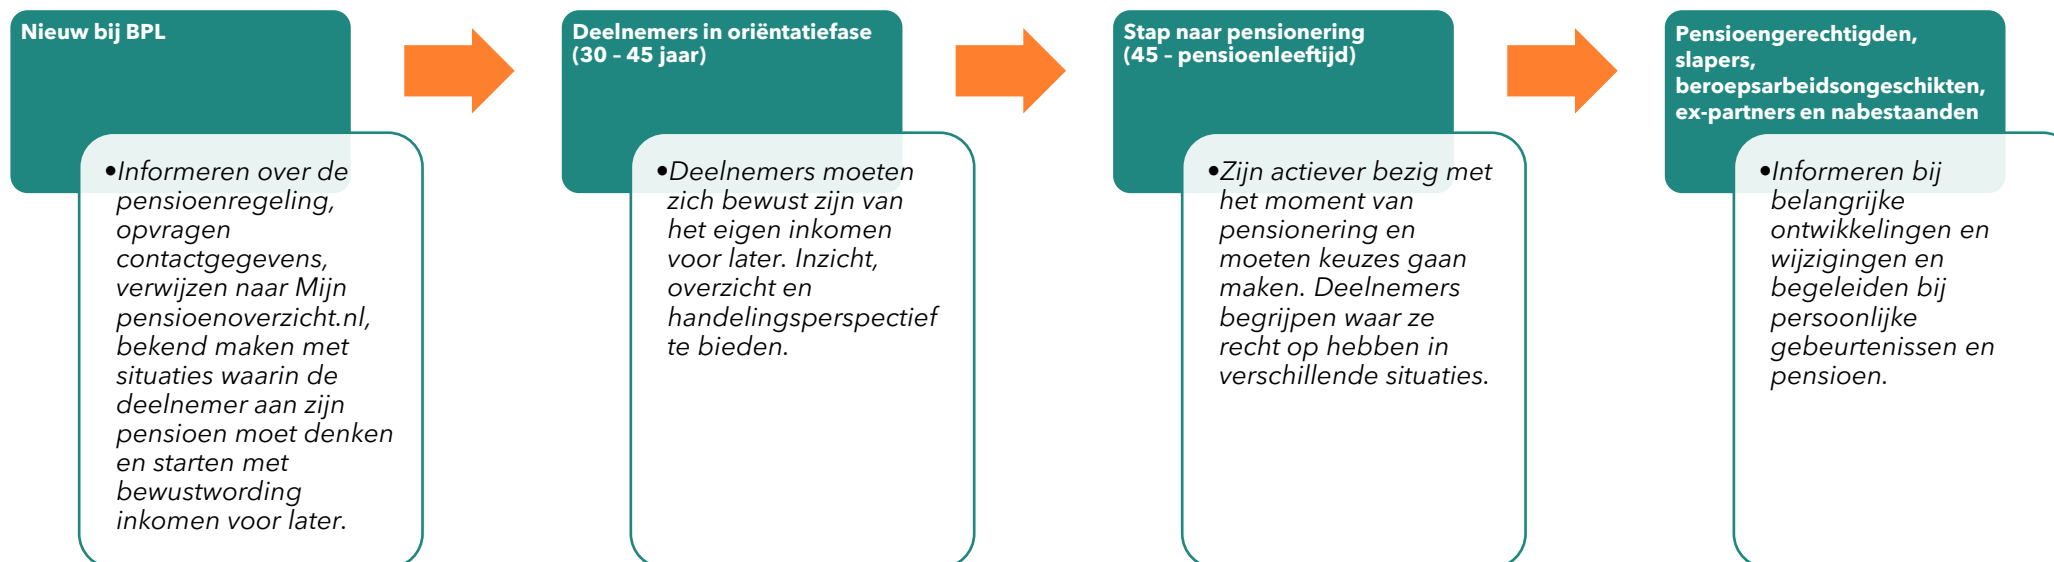 Nieuw bij BPL
•Informeren over de
pensioenregeling,
opvragen
contactgegevens,
verwijzen naar Mijn
pensioenoverzicht.nl,
bekend maken met
situaties waarin de
deelnemer aan zijn
pensioen moet denken
en starten met
bewustwording
inkomen voor later.
Deelnemers in oriëntatiefase
(30 – 45 jaar)
•Deelnemers moeten
zich bewust zijn van
het eigen inkomen
voor later. Inzicht,
overzicht en
handelingsperspectief
te bieden.
Stap naar pensionering
(45 – pensioenleeftijd)
•Zijn actiever bezig met
het moment van
pensionering en
moeten keuzes gaan
maken. Deelnemers
begrijpen waar ze
recht op hebben in
verschillende situaties.
Pensioengerechtigden,
slapers,
beroepsarbeidsongeschikten,
ex-partners en nabestaanden
•Informeren bij
belangrijke
ontwikkelingen en
wijzigingen en
begeleiden bij
persoonlijke
gebeurtenissen en
pensioen.